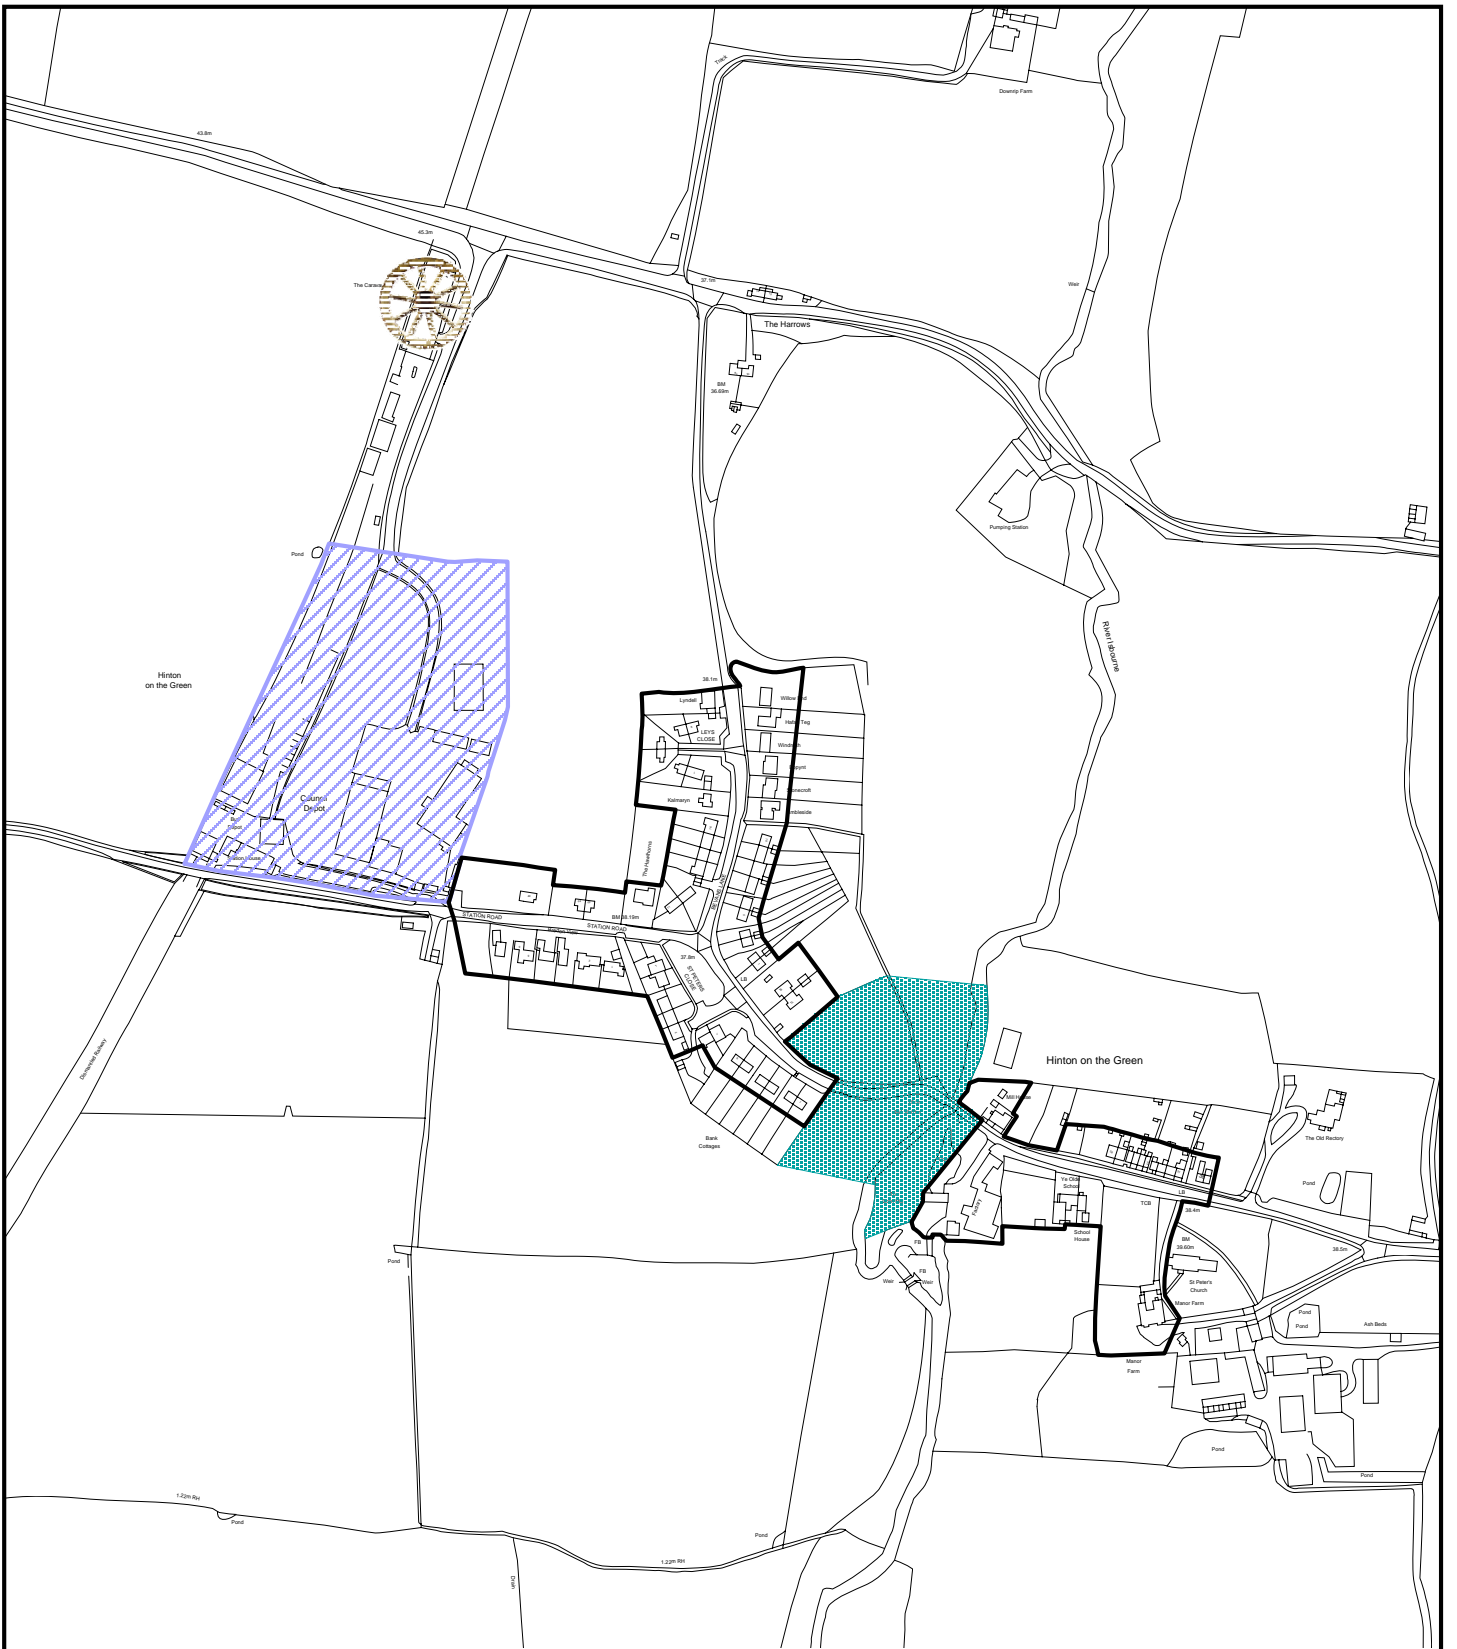 Track
Downrip Farm
43.8m
45.3m
37.1m
Weir
The Harrows
BM
36.69m
Pumping Station
Pond
River Isbourne
Hinton
on the Green
38.1m
Lyndell
LEYS
CLOSE
Kalmaryn
The Hawthorns
Council
Depot
Depot
STATION ROAD
BM 38.19m
STATION ROAD
37.8m
ST PETERS
CLOSE
LB
Dismantled Railway
Hinton on the Green
Mill House
Bank
Cottages
The Old Rectory
Ye Olde
School
Factory
Pond
LB
TCB
38.4m
School
House
BM
39.60m
38.5m
FB
FB
Weir
Weir
Pond
St Peter's
Church
Manor Farm
Pond
Pond
Ash Beds
Manor
Farm
Pond
Pond
1.22m RH
Pond
Pond
1.22m RH
Drain